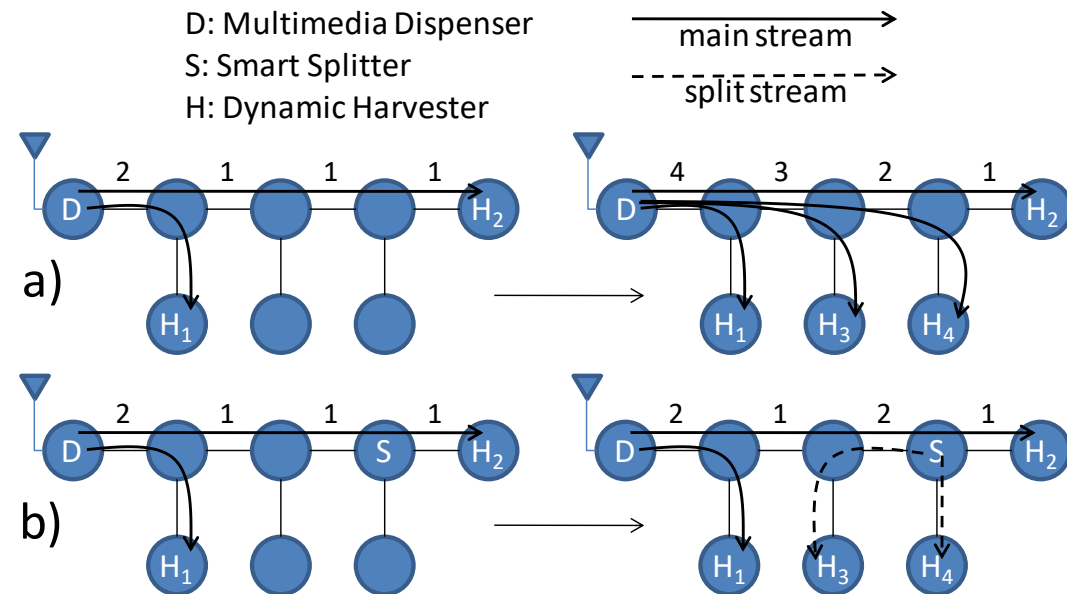 D: Multimedia Dispenser
S: Smart Splitter
H: Dynamic Harvester
main stream
split stream
a)
2 1 1 1
D H₂
H₁
4 3 2 1
D H₂
H₁ H₃ H₄
b)
2 1 1 1
D S H₂
H₁
2 1 2 1
D S H₂
H₁ H₃ H₄